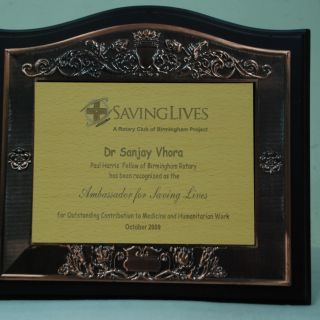 SAVINGLIVES
A Rotary Club of Birmingham Project
Dr Sanjay Vhora
Paul Harris' Fellow of Birmingham Rotary
has been recognised as the
Ambassador for Saving Lives
For Outstanding Contribution to Medicine and Humanitarian Work
October 2009